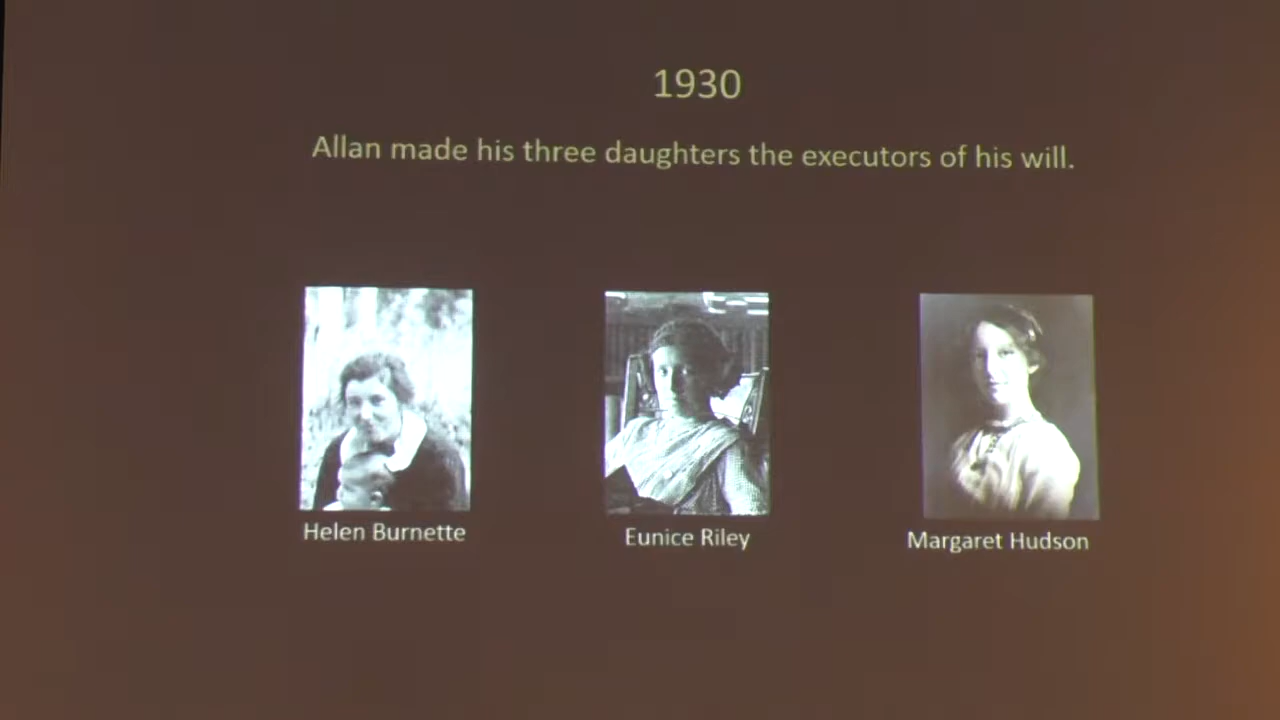 1930
Allan made his three daughters the executors of his will.
Helen Burnette
Eunice Riley
Margaret Hudson